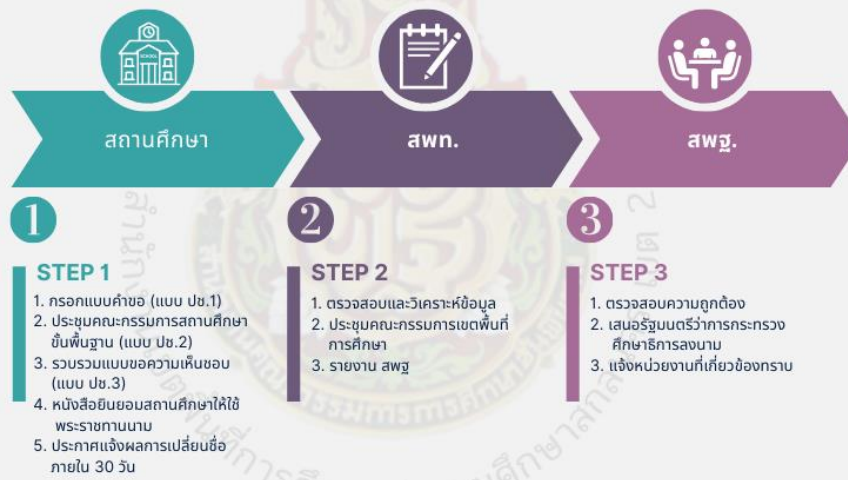 สถานศึกษา
สพท.
สพฐ.
1
STEP 1
1. กรอกแบบคำขอ (แบบ ปช.1)
2. ประชุมคณะกรรมการสถานศึกษา
ขั้นพื้นฐาน (แบบ ปช.2)
3. รวบรวมแบบขอความเห็นชอบ
(แบบ ปช.3)
4. หนังสือยินยอมสถานศึกษาให้ใช้
พระราชทานนาม
5. ประกาศแจ้งผลการเปลี่ยนชื่อ
ภายใน 30 วัน
2
STEP 2
1. ตรวจสอบและวิเคราะห์ข้อมูล
2. ประชุมคณะกรรมการเขตพื้นที่
การศึกษา
3. รายงาน สพฐ
3
STEP 3
1. ตรวจสอบความถูกต้อง
2. เสนอรัฐมนตรีว่าการกระทรวง
ศึกษาธิการลงนาม
3. แจ้งหน่วยงานที่เกี่ยวข้องทราบ